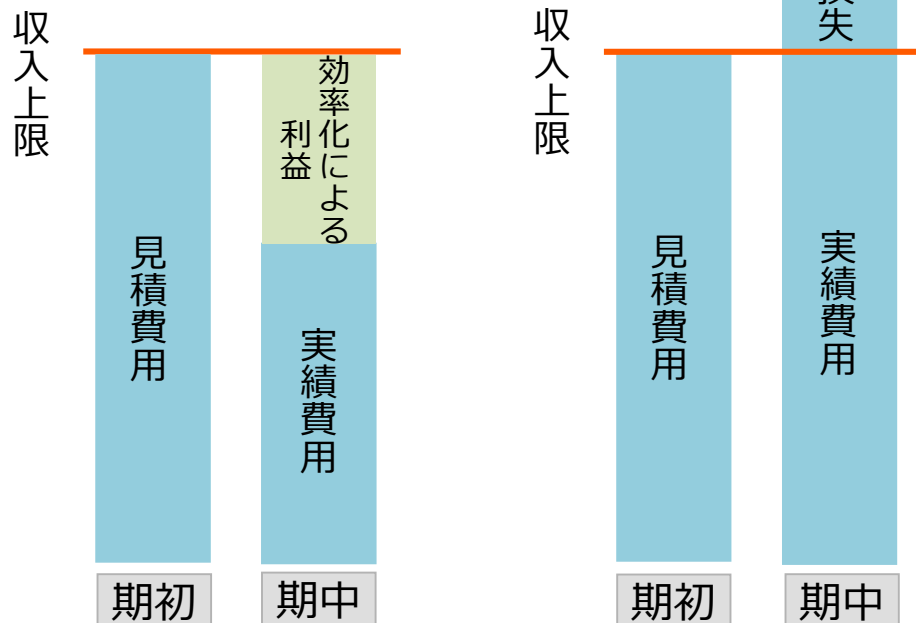 収入上限
見積費用
効率化による
利益
実績費用
期初
期中
収入上限
見積費用
損失
実績費用
期初
期中